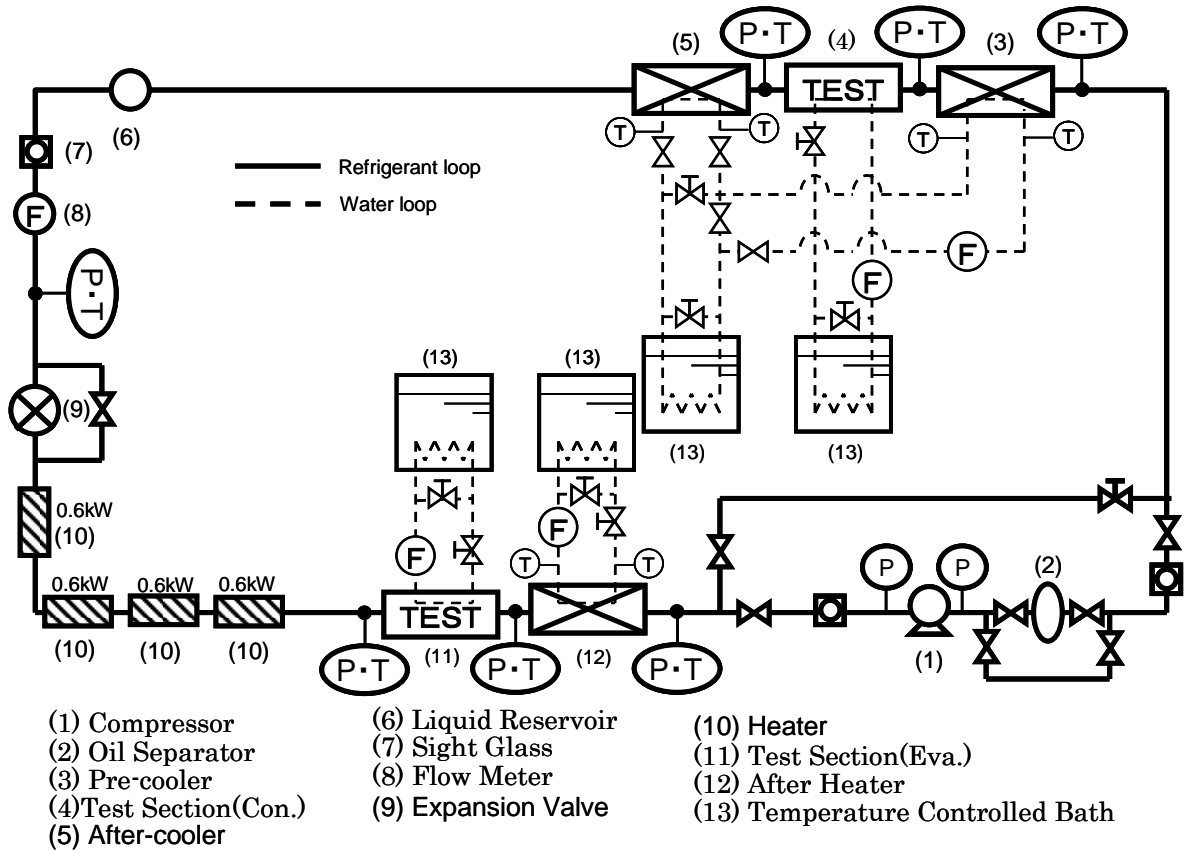 P·T
P·T
P·T
(5)
(4)
(3)
TEST
(6)
T
T
T
T
(7)
Refrigerant loop
Water loop
F
(8)
F
F
P·T
(13)
(13)
(9)
(13)
(13)
0.6kW
(10)
F
F
T
T
P
P
(2)
0.6kW
0.6kW
0.6kW
TEST
(10)
(10)
(10)
P·T
(11)
P·T
(12)
P·T
(1)
(1) Compressor
(2) Oil Separator
(3) Pre-cooler
(4)Test Section(Con.)
(5) After-cooler
(6) Liquid Reservoir
(7) Sight Glass
(8) Flow Meter
(9) Expansion Valve
(10) Heater
(11) Test Section(Eva.)
(12) After Heater
(13) Temperature Controlled Bath